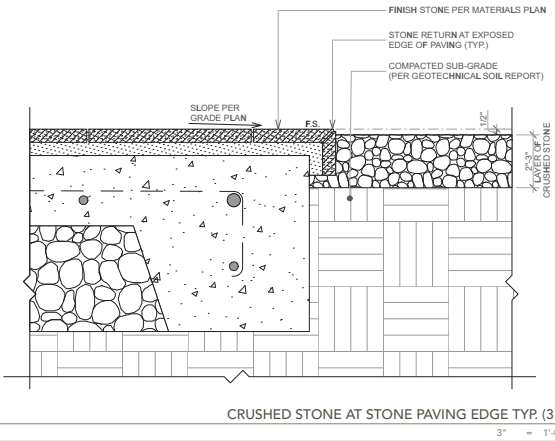 FINISH STONE PER MATERIALS PLAN
STONE RETURN AT EXPOSED
EDGE OF PAVING (TYP.)
COMPACTED SUB-GRADE
(PER GEOTECHNICAL SOIL REPORT)
SLOPE PER
GRADE PLAN
F.S.
1/2"
2"-3"
LAYER OF
CRUSHED STONE
CRUSHED STONE AT STONE PAVING EDGE TYP. (3
3" = 1'-